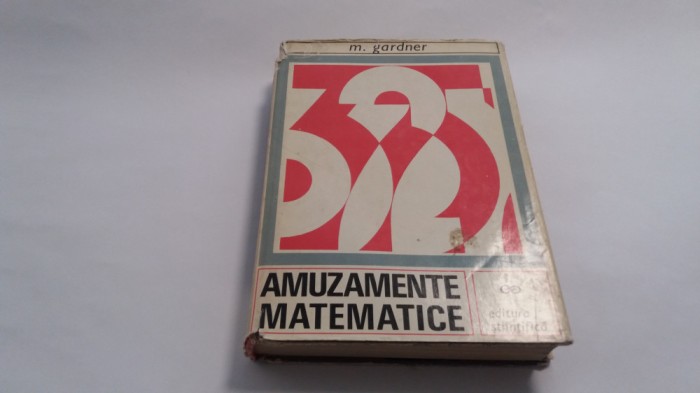 m. gardner
AMUZAMENTE
MATEMATICE
editura
științifică